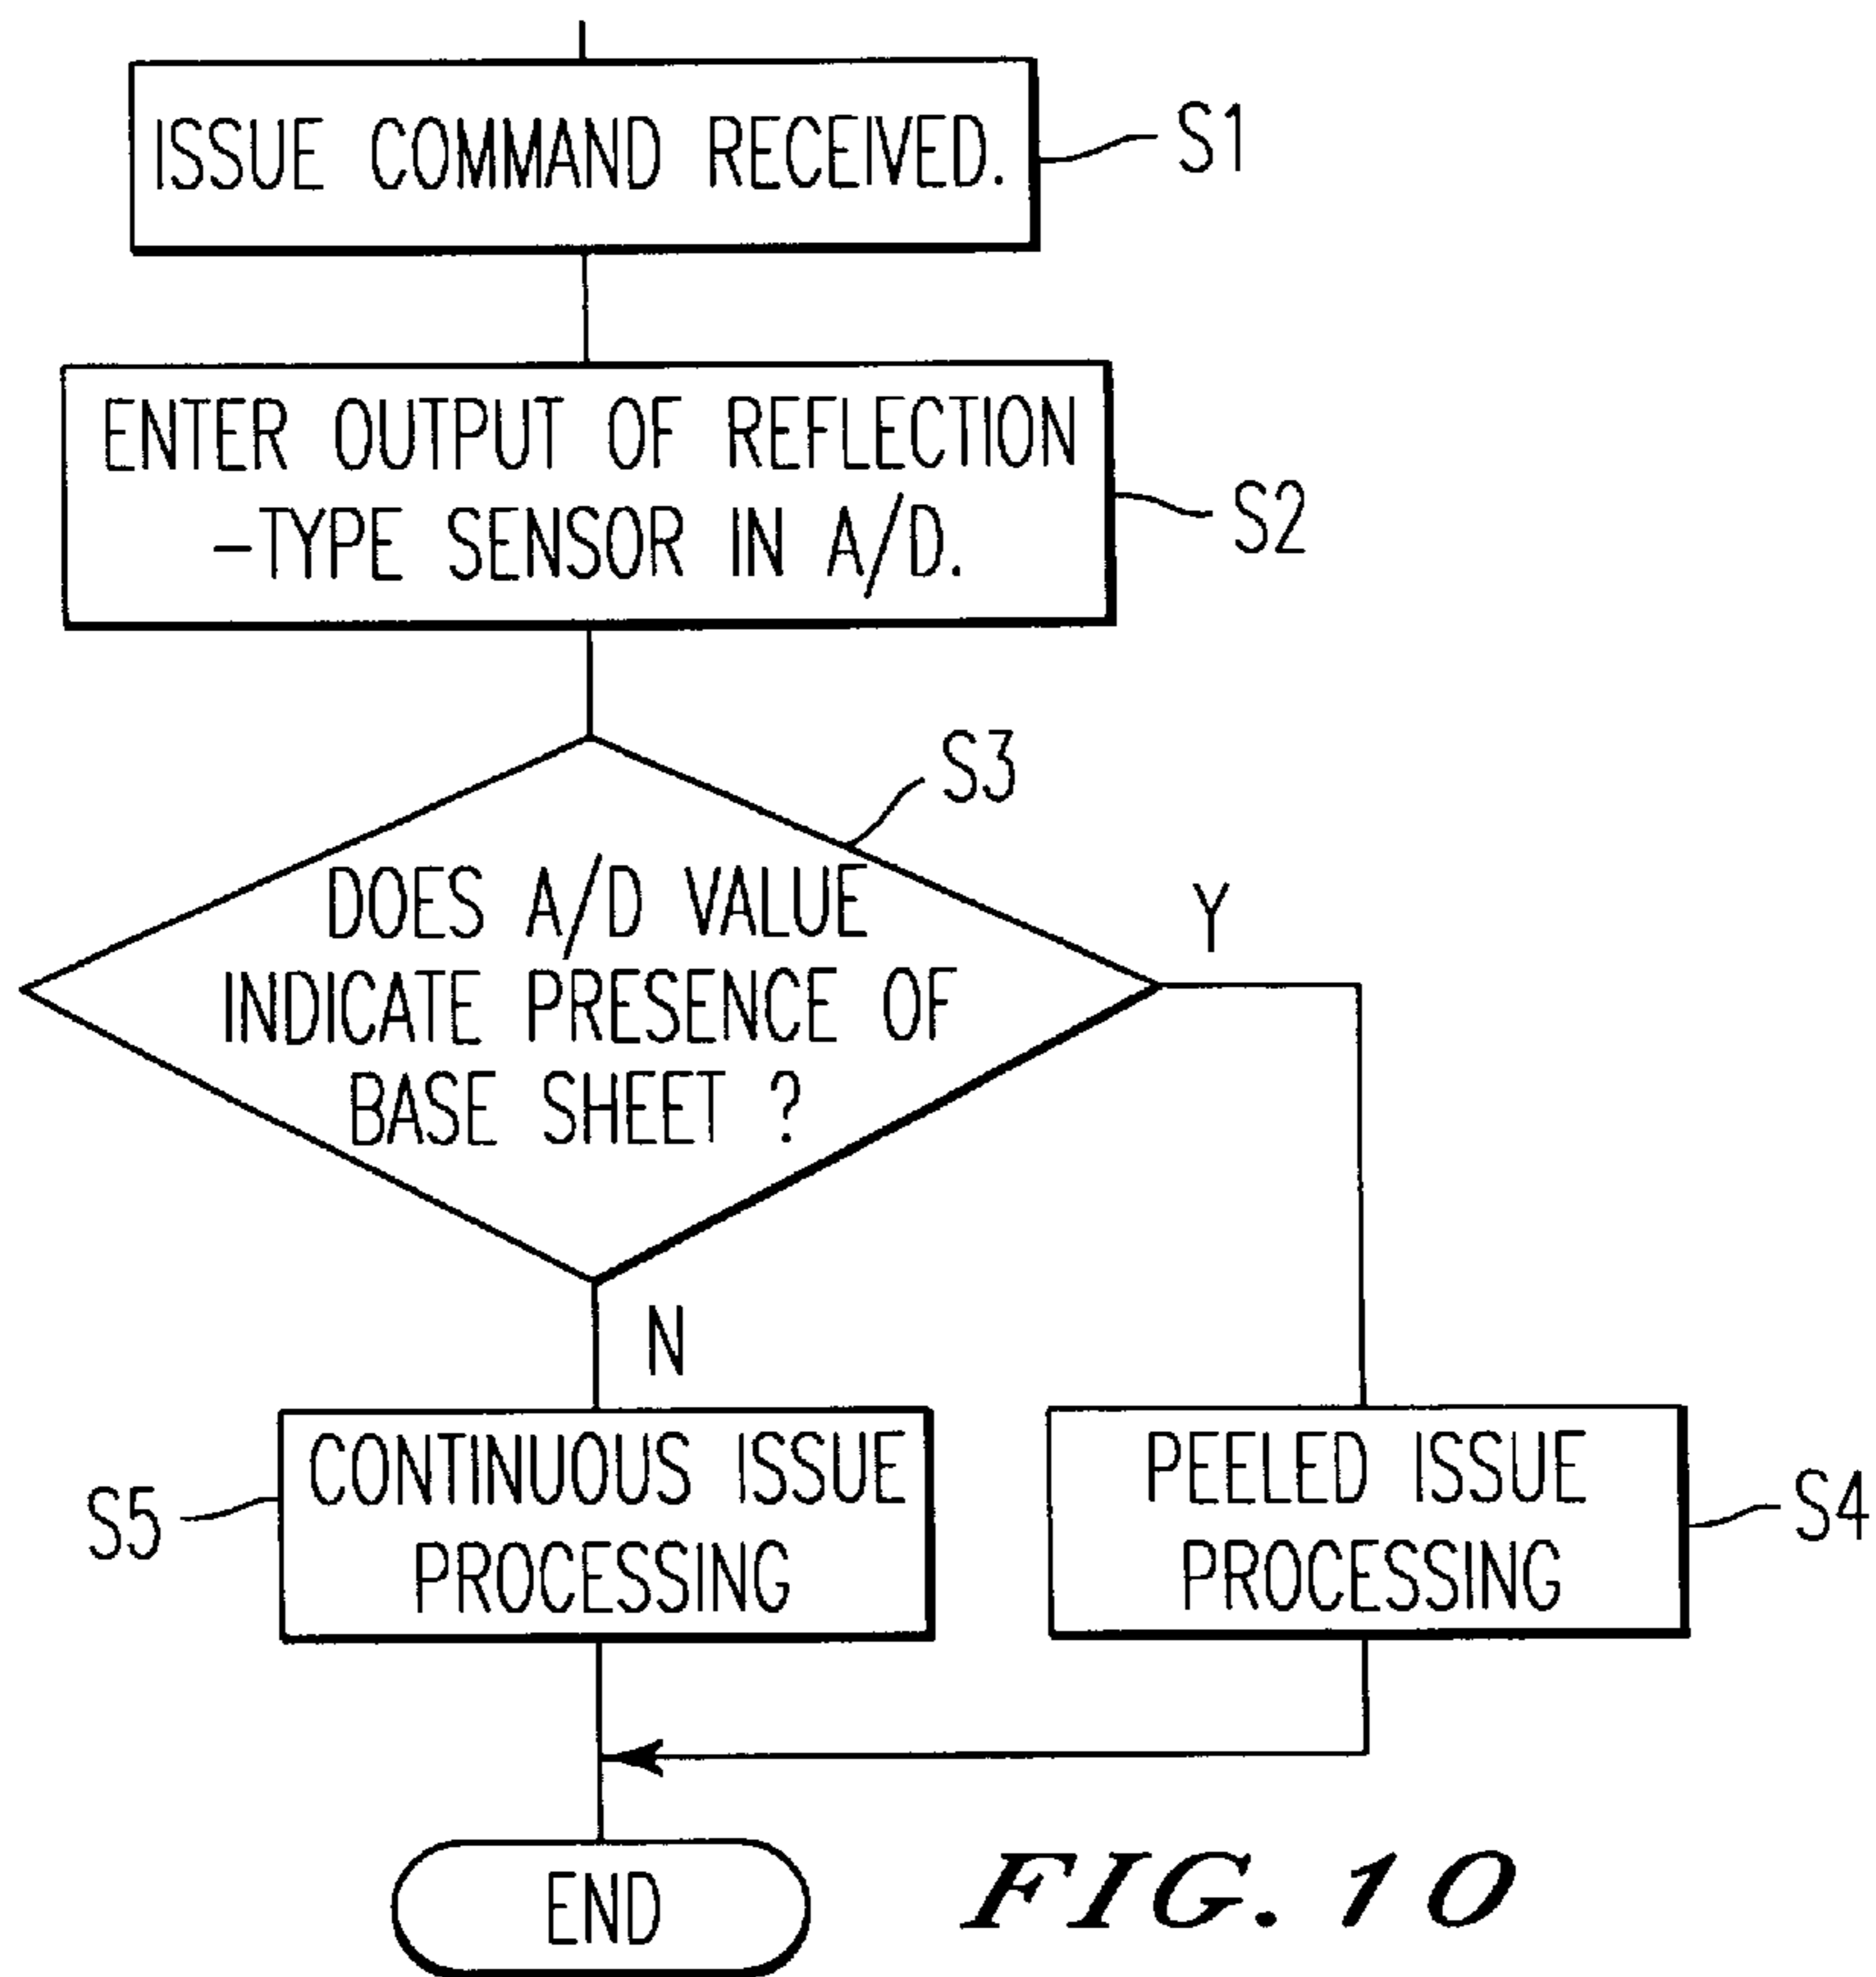 ISSUE COMMAND RECEIVED.
S1
ENTER OUTPUT OF REFLECTION
-TYPE SENSOR IN A/D.
S2
S3
DOES A/D VALUE
INDICATE PRESENCE OF
BASE SHEET ?
Y
N
CONTINUOUS ISSUE
PROCESSING
S5
PEELED ISSUE
PROCESSING
S4
END
FIG. 10